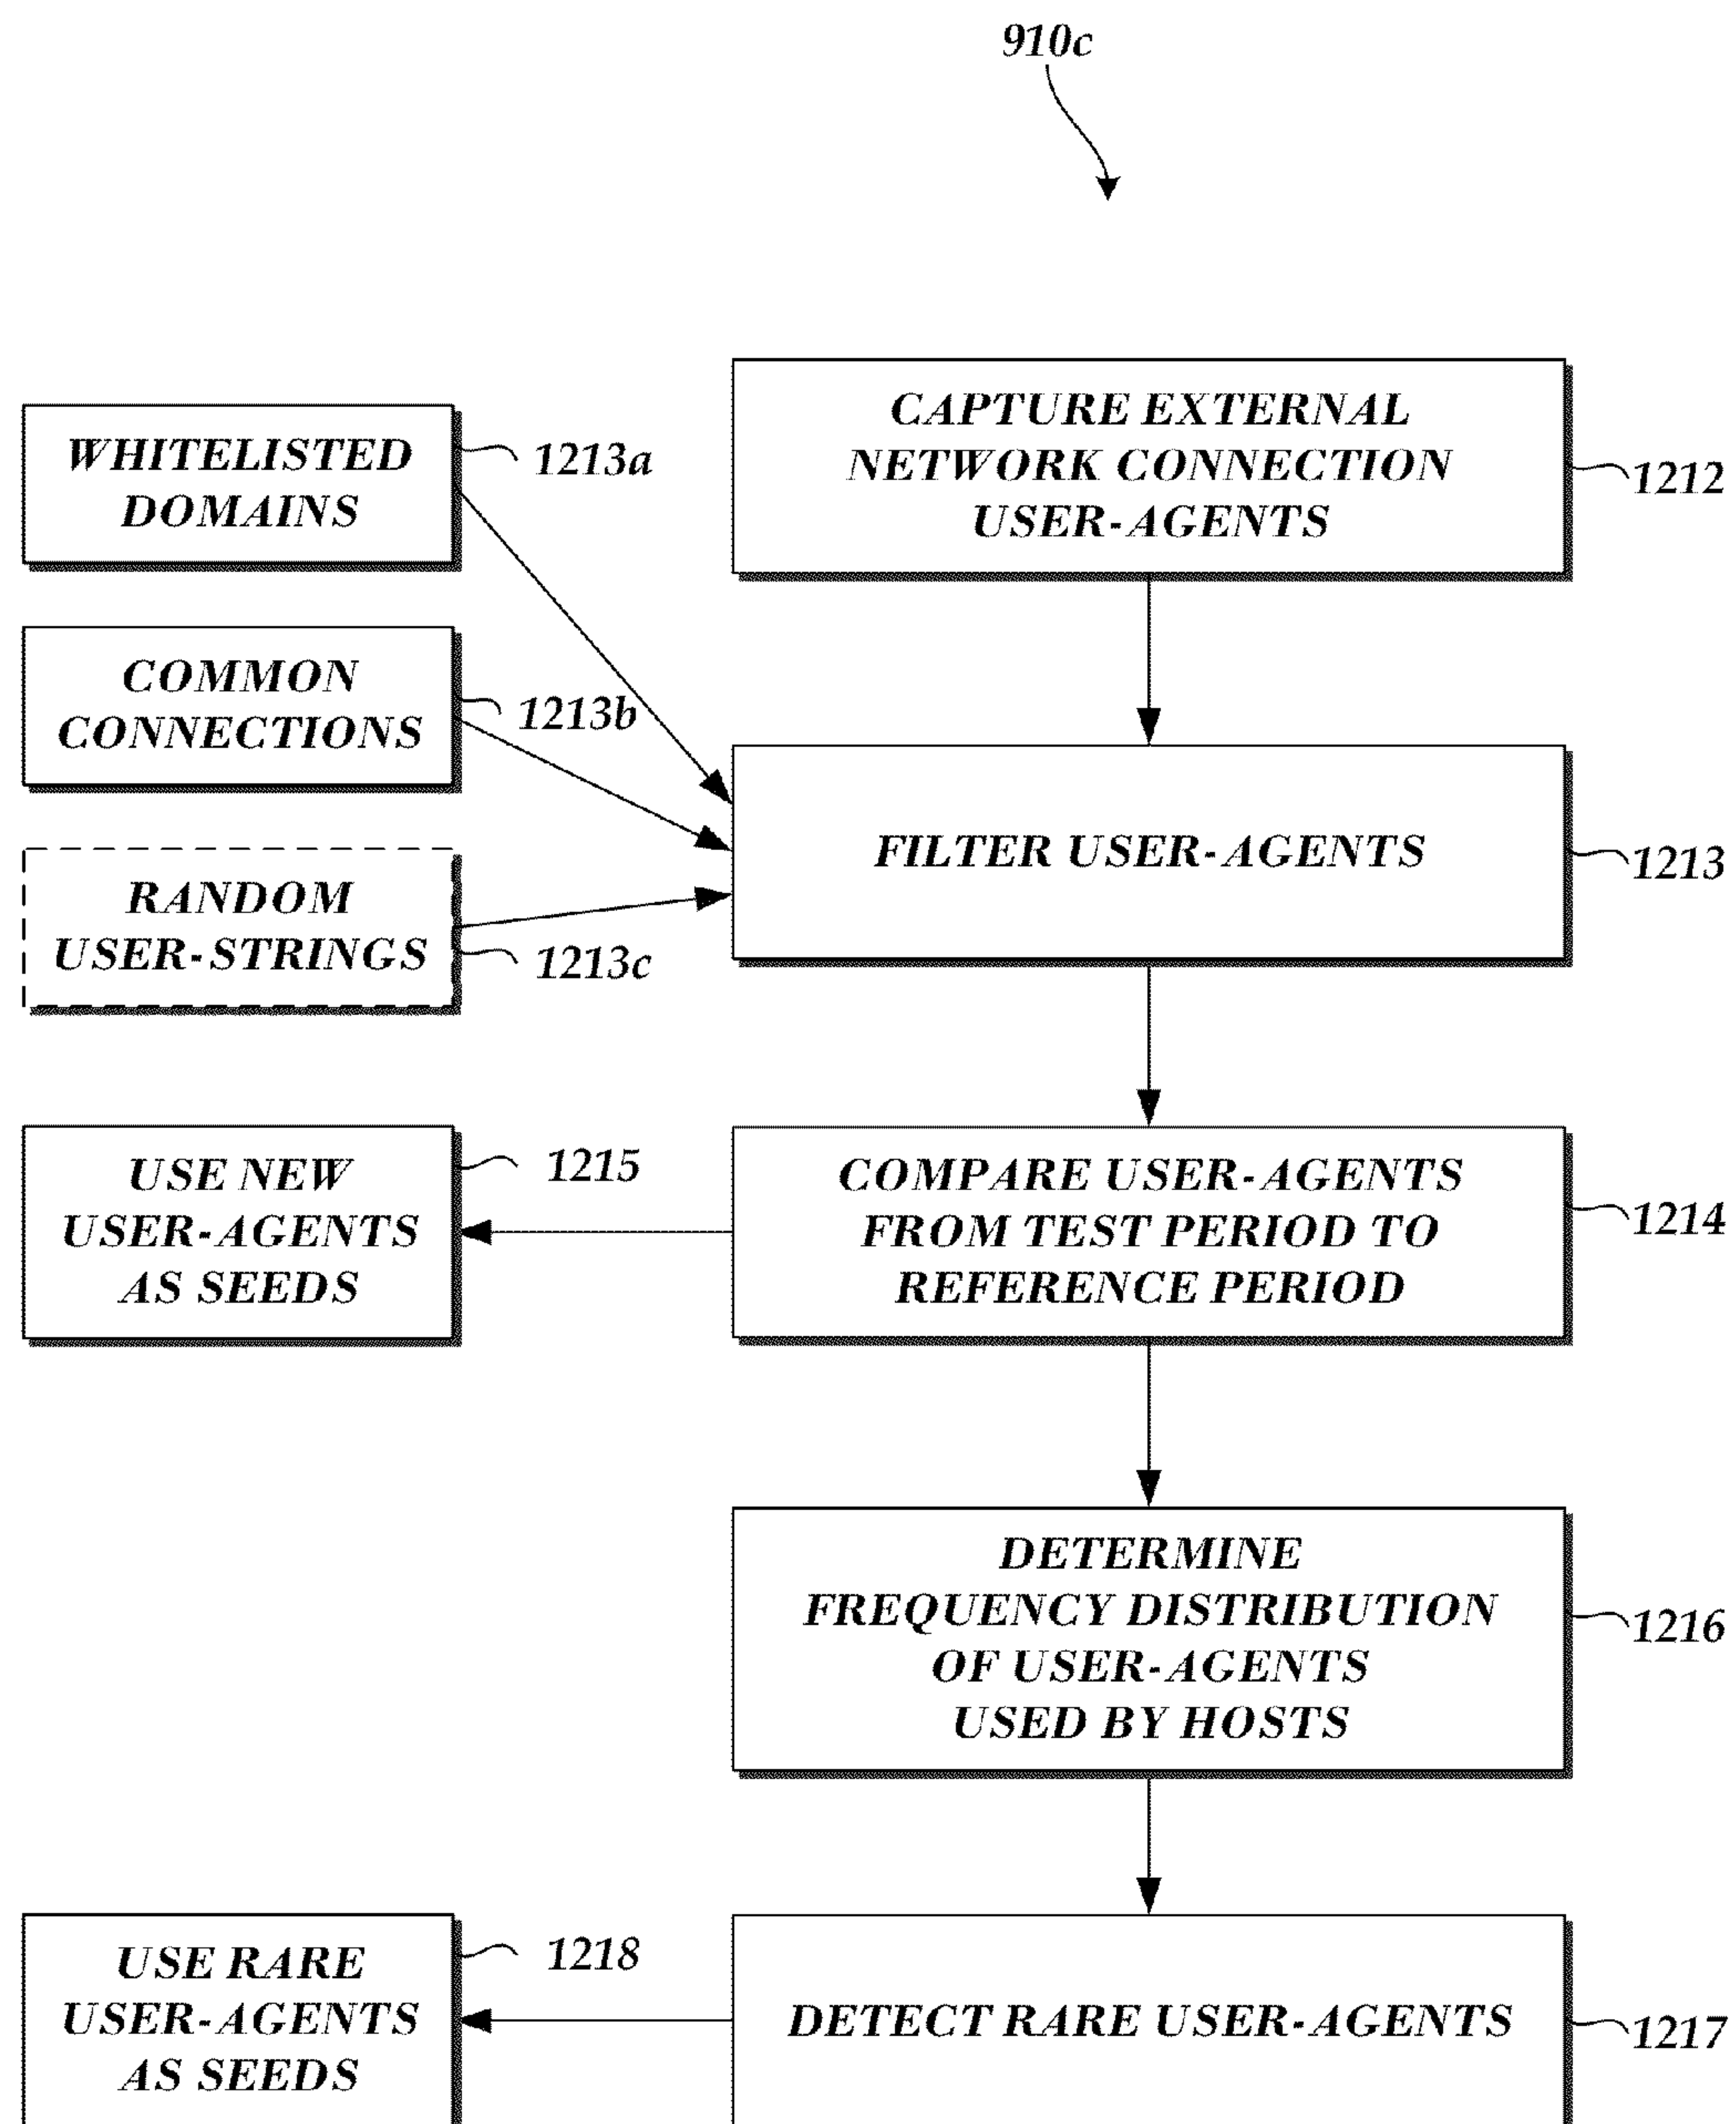 910c
CAPTURE EXTERNAL
NETWORK CONNECTION
USER-AGENTS
1212
WHITELISTED
DOMAINS
1213a
COMMON
CONNECTIONS
1213b
RANDOM
USER-STRINGS
1213c
FILTER USER-AGENTS
1213
USE NEW
USER-AGENTS
AS SEEDS
1215
COMPARE USER-AGENTS
FROM TEST PERIOD TO
REFERENCE PERIOD
1214
DETERMINE
FREQUENCY DISTRIBUTION
OF USER-AGENTS
USED BY HOSTS
1216
USE RARE
USER-AGENTS
AS SEEDS
1218
DETECT RARE USER-AGENTS
1217